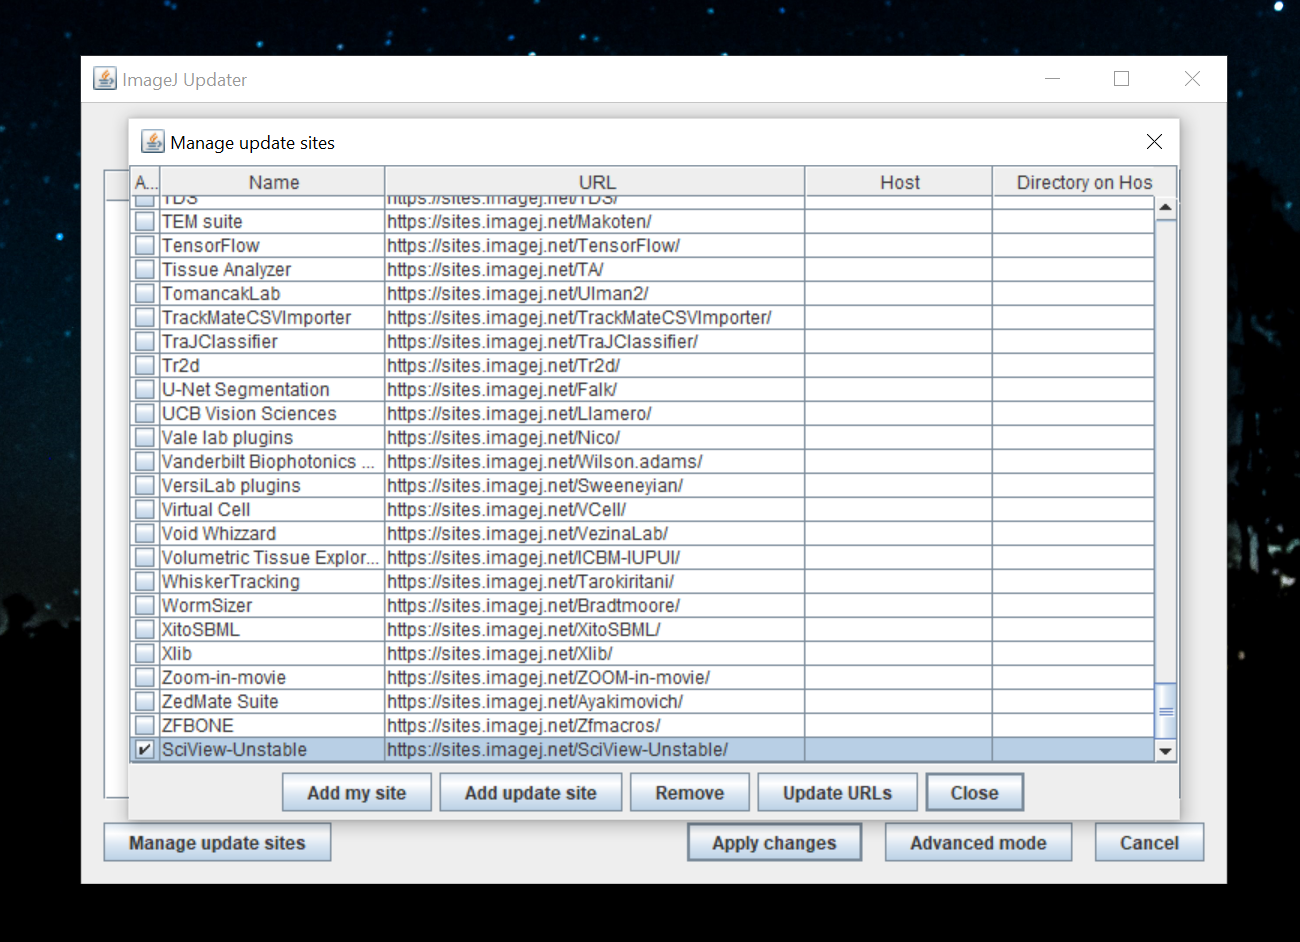 ImageJ Updater
Manage update sites
A... Name URL Host Directory on Hos
TDS https://sites.imagej.net/TDS/
TEM suite https://sites.imagej.net/Makoten/
TensorFlow https://sites.imagej.net/TensorFlow/
Tissue Analyzer https://sites.imagej.net/TA/
TomancakLab https://sites.imagej.net/Ulman2/
TrackMateCSVImporter https://sites.imagej.net/TrackMateCSVImporter/
TraJClassifier https://sites.imagej.net/TraJClassifier/
Tr2d https://sites.imagej.net/Tr2d/
U-Net Segmentation https://sites.imagej.net/Falk/
UCB Vision Sciences https://sites.imagej.net/Llamero/
Vale lab plugins https://sites.imagej.net/Nico/
Vanderbilt Biophotonics ... https://sites.imagej.net/Wilson.adams/
VersiLab plugins https://sites.imagej.net/Sweeneyian/
Virtual Cell https://sites.imagej.net/VCell/
Void Whizzard https://sites.imagej.net/VezinaLab/
Volumetric Tissue Explor... https://sites.imagej.net/ICBM-IUPUI/
WhiskerTracking https://sites.imagej.net/Tarokiritani/
WormSizer https://sites.imagej.net/Bradtmoore/
XitoSBML https://sites.imagej.net/XitoSBML/
Xlib https://sites.imagej.net/Xlib/
Zoom-in-movie https://sites.imagej.net/ZOOM-in-movie/
ZedMate Suite https://sites.imagej.net/Ayakimovich/
ZFBONE https://sites.imagej.net/Zfmacros/
SciView-Unstable https://sites.imagej.net/SciView-Unstable/
Add my site Add update site Remove Update URLs Close
Manage update sites Apply changes Advanced mode Cancel